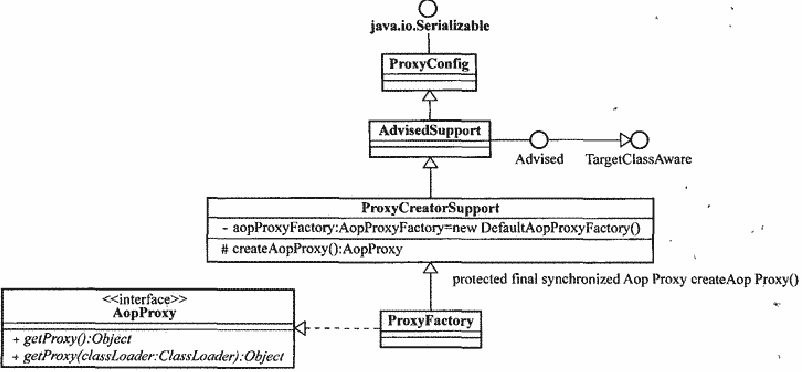 java.io.Serializable
ProxyConfig
AdvisedSupport
Advised
TargetClassAware
ProxyCreatorSupport
- aopProxyFactory:AopProxyFactory=new DefaultAopProxyFactory()
# createAopProxy():AopProxy
protected final synchronized Aop Proxy createAop Proxy()
<<interface>>
AopProxy
+ getProxy():Object
+ getProxy(classLoader:ClassLoader):Object
ProxyFactory